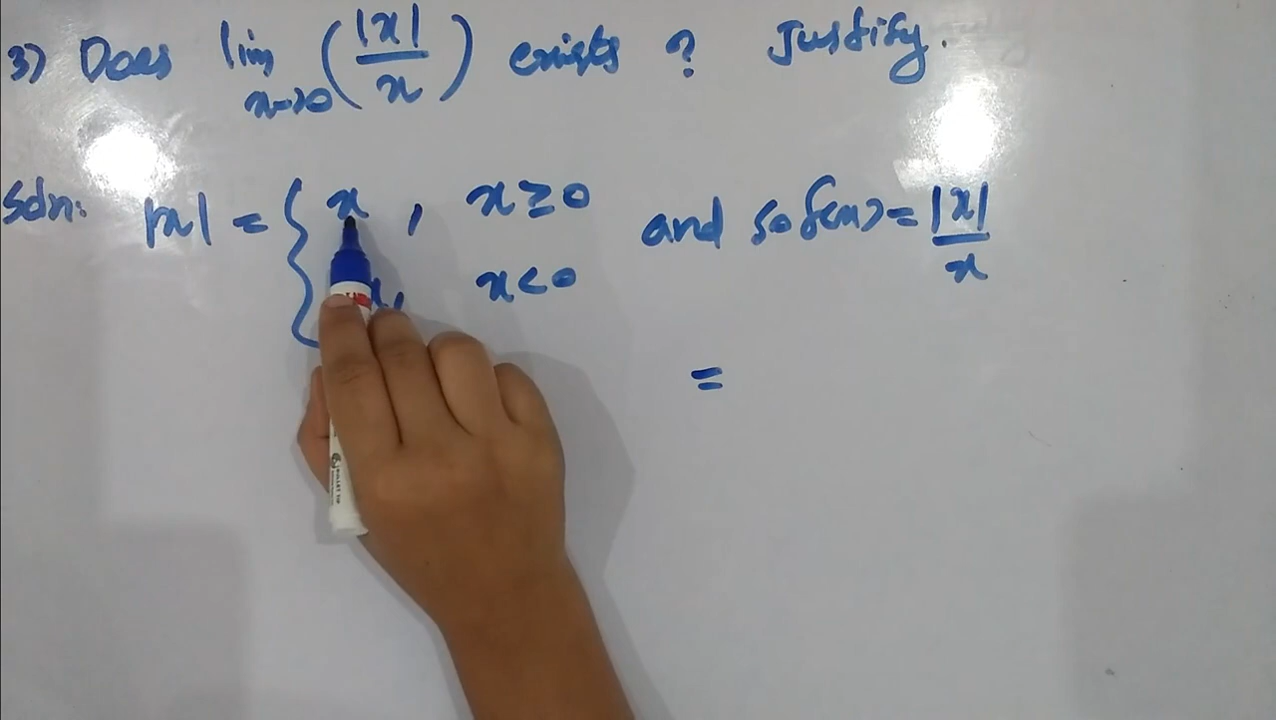 3) Does lim x→0 (|x|/x) exists ? Justify.
Soln: |x| = { x , x ≥ 0 and so f(x) = |x|/x
x, x < 0
=